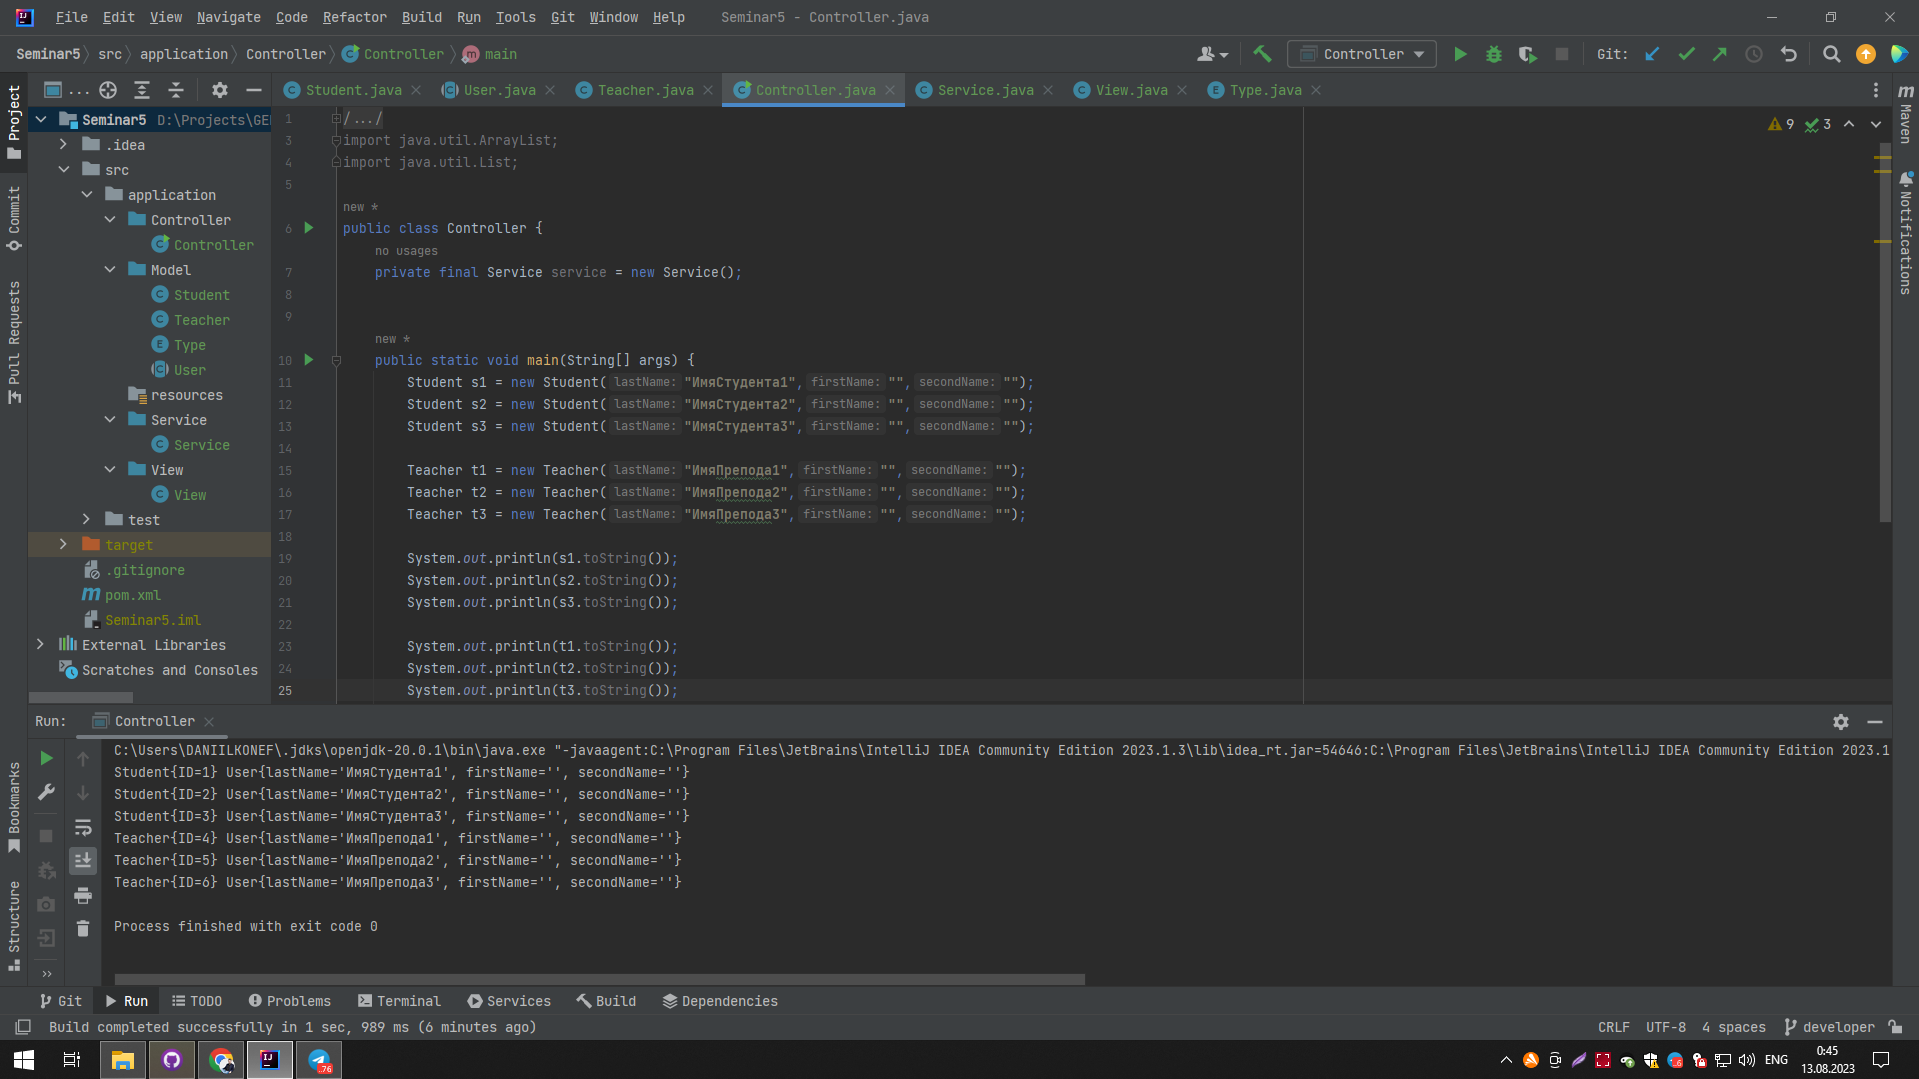 File Edit View Navigate Code Refactor Build Run Tools Git Window Help Seminar5 - Controller.java
Seminar5 src application Controller Controller main
Controller Git:
Project
Commit
Pull Requests
Bookmarks
Structure
Maven
Notifications
...
Student.java User.java Teacher.java Controller.java Service.java View.java Type.java
Seminar5 D:\Projects\GE
.idea
src
application
Controller
Controller
Model
Student
Teacher
Type
User
resources
Service
Service
View
View
test
target
.gitignore
pom.xml
Seminar5.iml
External Libraries
Scratches and Consoles
9 3
1 /.../
3 import java.util.ArrayList;
4 import java.util.List;
5
new *
6 public class Controller {
no usages
7 private final Service service = new Service();
8
9
new *
10 public static void main(String[] args) {
11 Student s1 = new Student( lastName: "ИмяСтудента1", firstName: "", secondName: "");
12 Student s2 = new Student( lastName: "ИмяСтудента2", firstName: "", secondName: "");
13 Student s3 = new Student( lastName: "ИмяСтудента3", firstName: "", secondName: "");
14
15 Teacher t1 = new Teacher( lastName: "ИмяПрепода1", firstName: "", secondName: "");
16 Teacher t2 = new Teacher( lastName: "ИмяПрепода2", firstName: "", secondName: "");
17 Teacher t3 = new Teacher( lastName: "ИмяПрепода3", firstName: "", secondName: "");
18
19 System.out.println(s1.toString());
20 System.out.println(s2.toString());
21 System.out.println(s3.toString());
22
23 System.out.println(t1.toString());
24 System.out.println(t2.toString());
25 System.out.println(t3.toString());
Run: Controller
C:\Users\DANIILKONEF\.jdks\openjdk-20.0.1\bin\java.exe "-javaagent:C:\Program Files\JetBrains\IntelliJ IDEA Community Edition 2023.1.3\lib\idea_rt.jar=54646:C:\Program Files\JetBrains\IntelliJ IDEA Community Edition 2023.1
Student{ID=1} User{lastName='ИмяСтудента1', firstName='', secondName=''}
Student{ID=2} User{lastName='ИмяСтудента2', firstName='', secondName=''}
Student{ID=3} User{lastName='ИмяСтудента3', firstName='', secondName=''}
Teacher{ID=4} User{lastName='ИмяПрепода1', firstName='', secondName=''}
Teacher{ID=5} User{lastName='ИмяПрепода2', firstName='', secondName=''}
Teacher{ID=6} User{lastName='ИмяПрепода3', firstName='', secondName=''}
Process finished with exit code 0
Git Run TODO Problems Terminal Services Build Dependencies
Build completed successfully in 1 sec, 989 ms (6 minutes ago)
CRLF UTF-8 4 spaces developer
76
ENG
0:45
13.08.2023